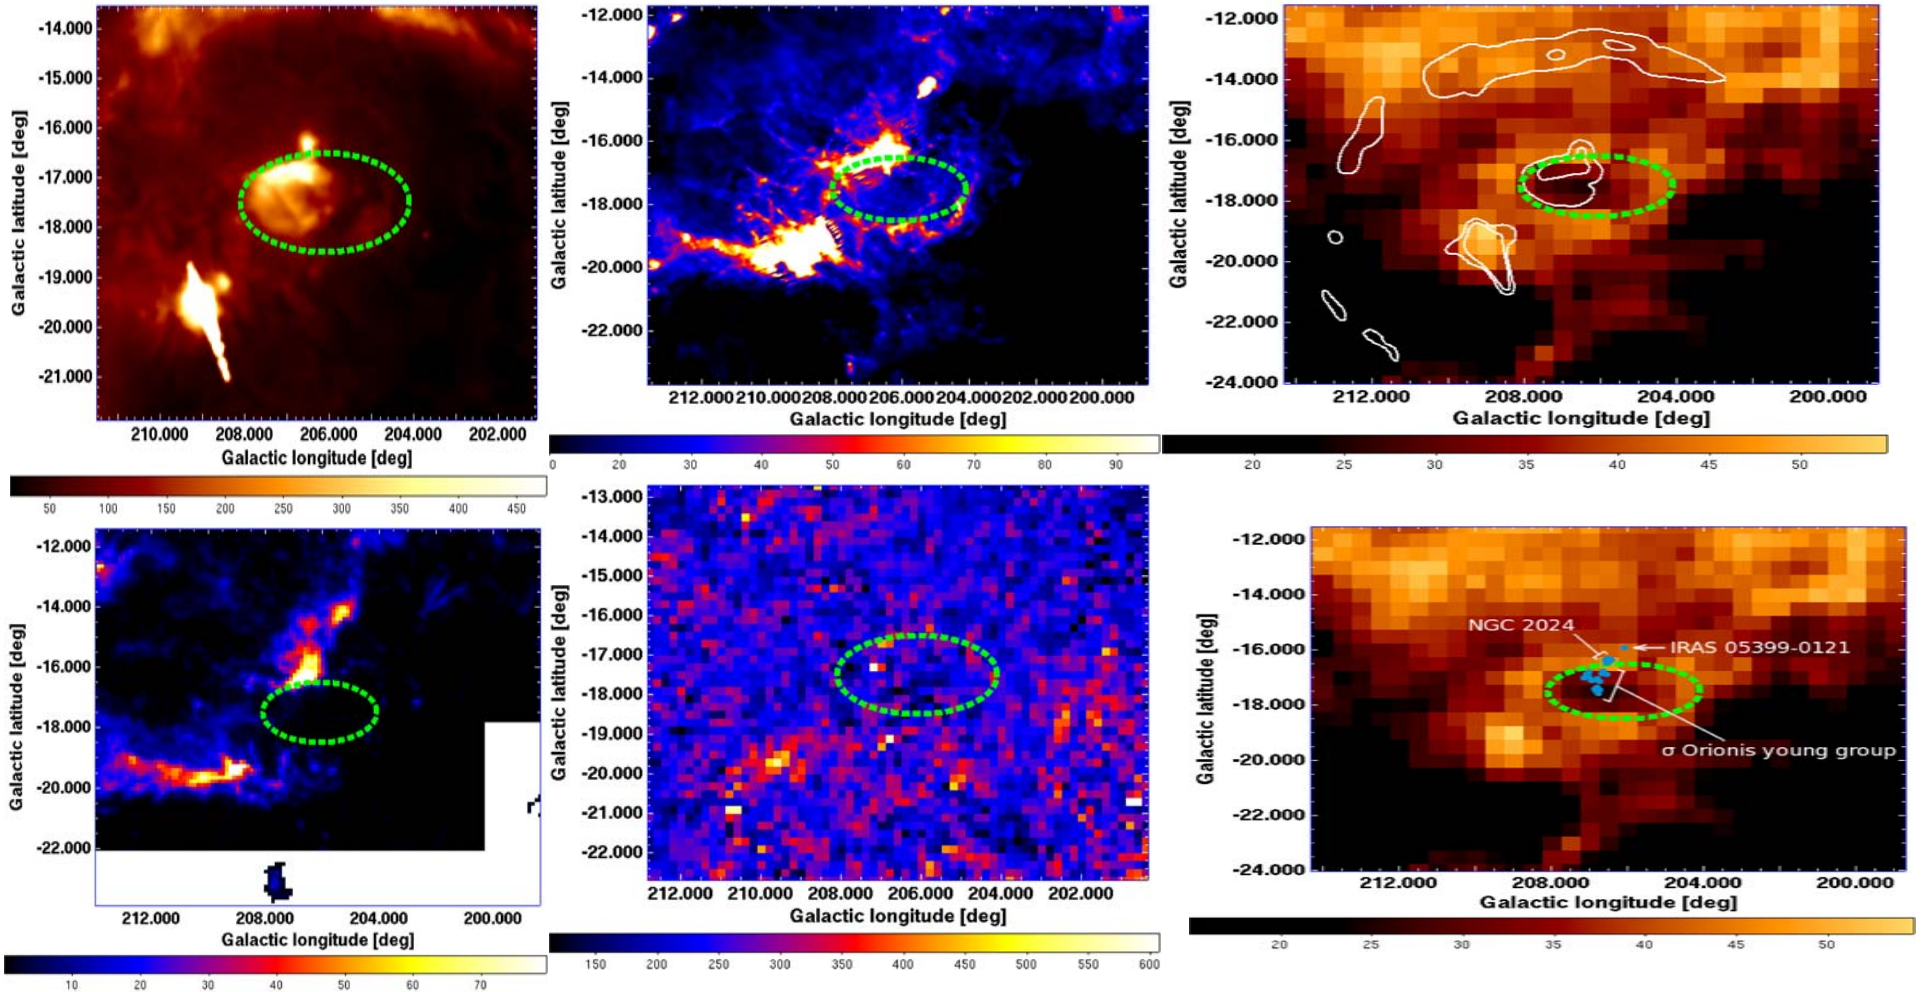 -14.000
-15.000
-16.000
-17.000
-18.000
-19.000
-20.000
-21.000
Galactic latitude [deg]
210.000 208.000 206.000 204.000 202.000
Galactic longitude [deg]
50 100 150 200 250 300 350 400 450
-12.000
-14.000
-16.000
-18.000
-20.000
-22.000
Galactic latitude [deg]
212.000 210.000 208.000 206.000 204.000 202.000 200.000
Galactic longitude [deg]
0 20 30 40 50 60 70 80 90
-12.000
-14.000
-16.000
-18.000
-20.000
-22.000
-24.000
Galactic latitude [deg]
212.000 208.000 204.000 200.000
Galactic longitude [deg]
20 25 30 35 40 45 50
-12.000
-14.000
-16.000
-18.000
-20.000
-22.000
Galactic latitude [deg]
212.000 208.000 204.000 200.000
Galactic longitude [deg]
10 20 30 40 50 60 70
-13.000
-14.000
-15.000
-16.000
-17.000
-18.000
-19.000
-20.000
-21.000
-22.000
Galactic latitude [deg]
212.000 210.000 208.000 206.000 204.000 202.000
Galactic longitude [deg]
150 200 250 300 350 400 450 500 550 600
-12.000
-14.000
-16.000
-18.000
-20.000
-22.000
-24.000
Galactic latitude [deg]
NGC 2024
IRAS 05399-0121
σ Orionis young group
212.000 208.000 204.000 200.000
Galactic longitude [deg]
20 25 30 35 40 45 50